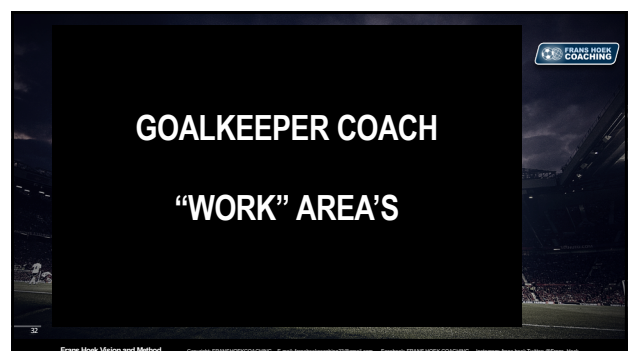 FRANS HOEK
COACHING
GOALKEEPER COACH
“WORK” AREA’S
32
Frans Hoek Vision and Method